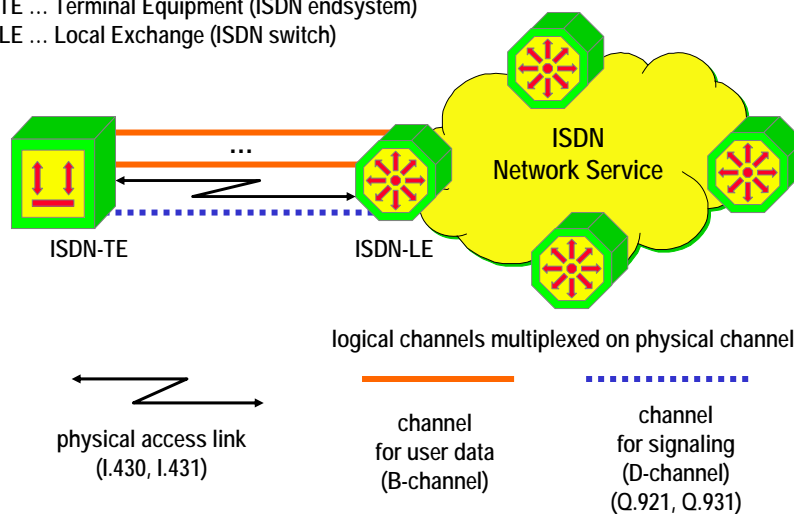 TE ... Terminal Equipment (ISDN endsystem)
LE ... Local Exchange (ISDN switch)
...
ISDN
Network Service
ISDN-TE
ISDN-LE
logical channels multiplexed on physical channel
physical access link
(I.430, I.431)
channel
for user data
(B-channel)
channel
for signaling
(D-channel)
(Q.921, Q.931)